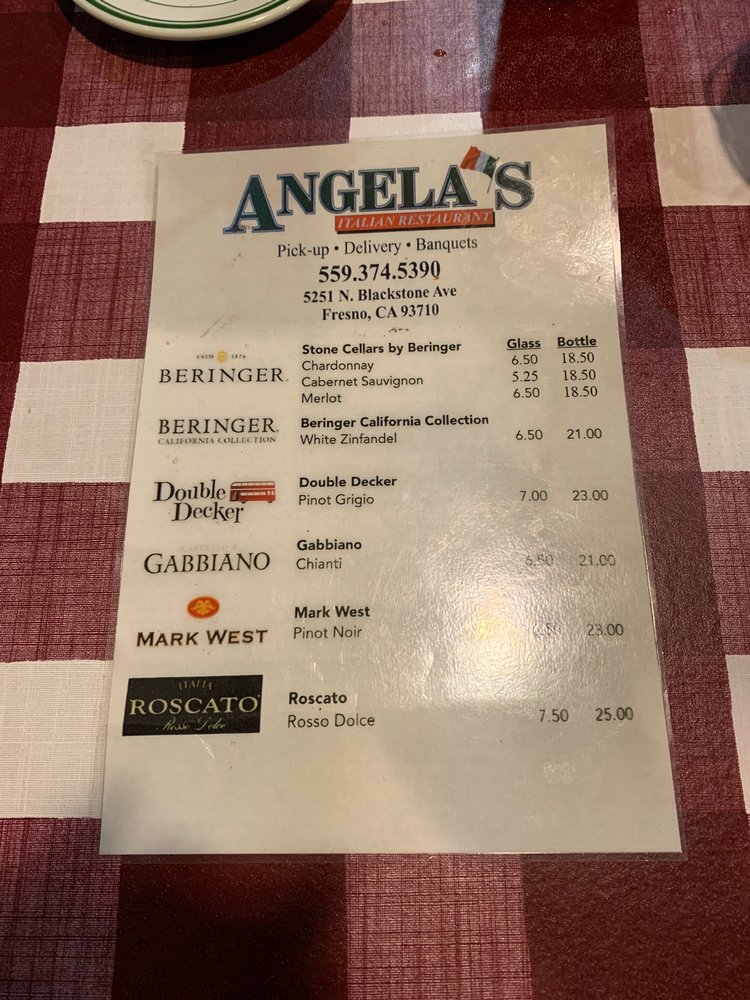 ANGELA'S
ITALIAN RESTAURANT
Pick-up • Delivery • Banquets
559.374.5390
5251 N. Blackstone Ave
Fresno, CA 93710
Glass Bottle
ESTD 1876
BERINGER.
Stone Cellars by Beringer
Chardonnay 6.50 18.50
Cabernet Sauvignon 5.25 18.50
Merlot 6.50 18.50
BERINGER.
CALIFORNIA COLLECTION
Beringer California Collection
White Zinfandel 6.50 21.00
Double Decker
Double Decker
Pinot Grigio 7.00 23.00
GABBIANO
Gabbiano
Chianti 6.50 21.00
MARK WEST
Mark West
Pinot Noir 23.00
ITALIA
ROSCATO
Rosso Dolce
Roscato
Rosso Dolce 7.50 25.00